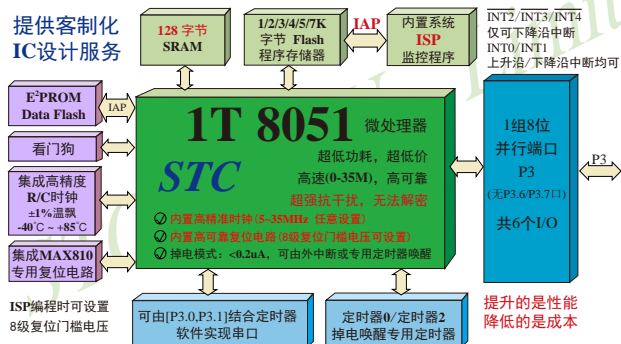 提供客制化
IC设计服务
128 字节
SRAM
1/2/3/4/5/7K
字节 Flash
程序存储器
IAP
内置系统
ISP
监控程序
INT2/INT3/INT4
仅可下降沿中断
INT0/INT1
上升沿/下降沿中断均可
E²PROM
Data Flash
IAP
看门狗
集成高精度
R/C时钟
±1%温飘
-40℃ ~ +85℃
集成MAX810
专用复位电路
ISP编程时可设置
8级复位门槛电压
1T 8051 微处理器
STC
超低功耗，超低价
高速(0-35M)，高可靠
超强抗干扰，无法解密
内置高精准时钟(5~35MHz 任意设置)
内置高可靠复位电路(8级复位门槛电压可设置)
掉电模式：<0.2uA，可由外中断或专用定时器唤醒
1组8位
并行端口
P3
(无P3.6/P3.7口)
共6个I/O
P3
可由[P3.0,P3.1]结合定时器
软件实现串口
定时器0/定时器2
掉电唤醒专用定时器
提升的是性能
降低的是成本